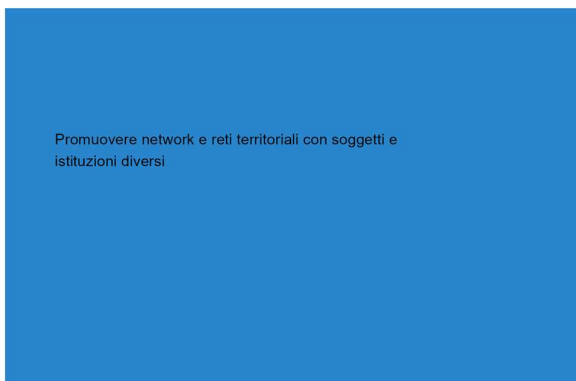 Promuovere network e reti territoriali con soggetti e
istituzioni diversi